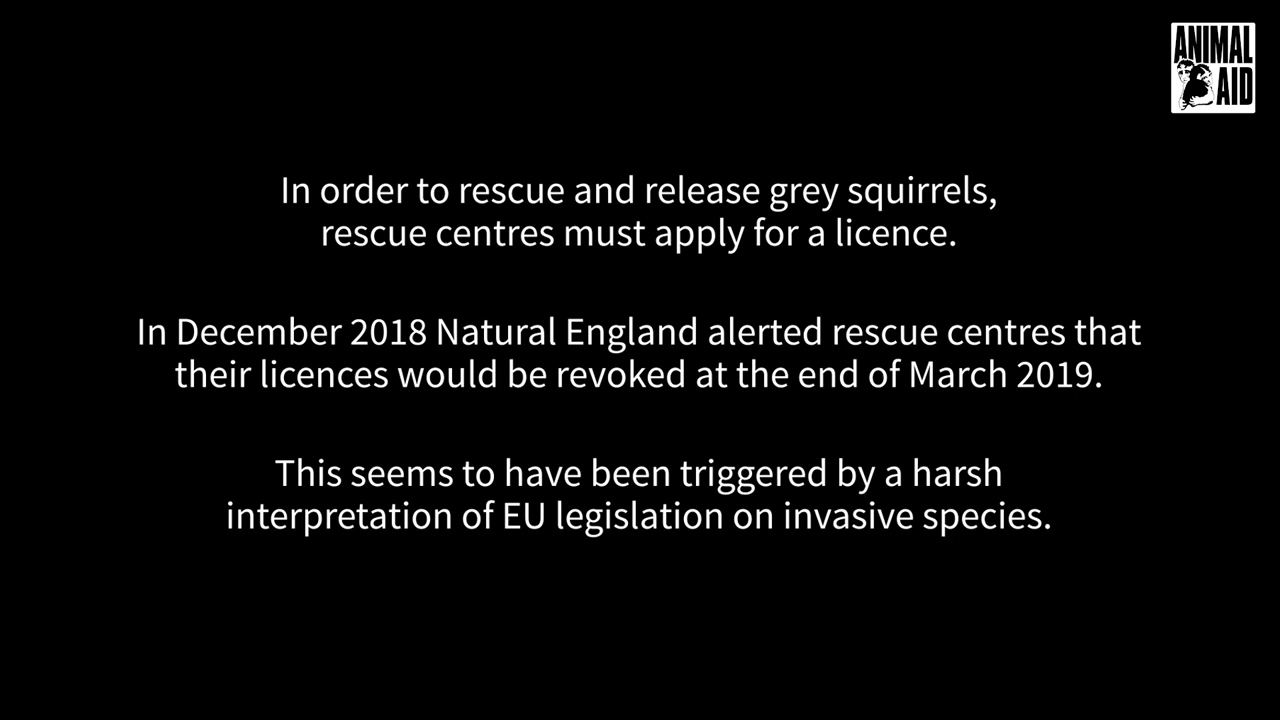 ANIMAL
AID
In order to rescue and release grey squirrels,
rescue centres must apply for a licence.
In December 2018 Natural England alerted rescue centres that
their licences would be revoked at the end of March 2019.
This seems to have been triggered by a harsh
interpretation of EU legislation on invasive species.